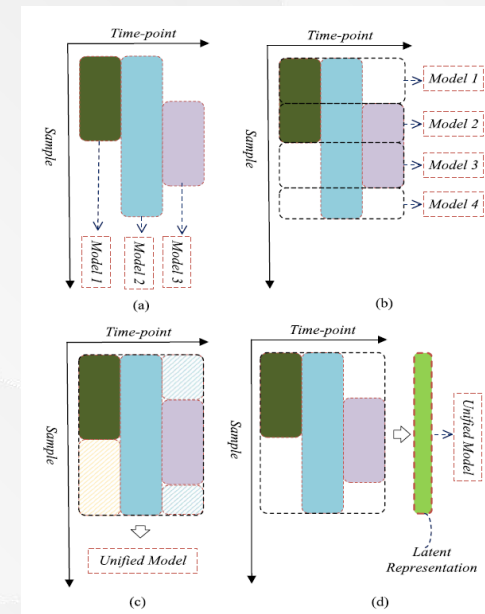 Time-point
Sample
Model 1
Model 2
Model 3
(a)
Time-point
Sample
Model 1
Model 2
Model 3
Model 4
(b)
Time-point
Sample
Unified Model
(c)
Time-point
Sample
Unified Model
Latent
Representation
(d)